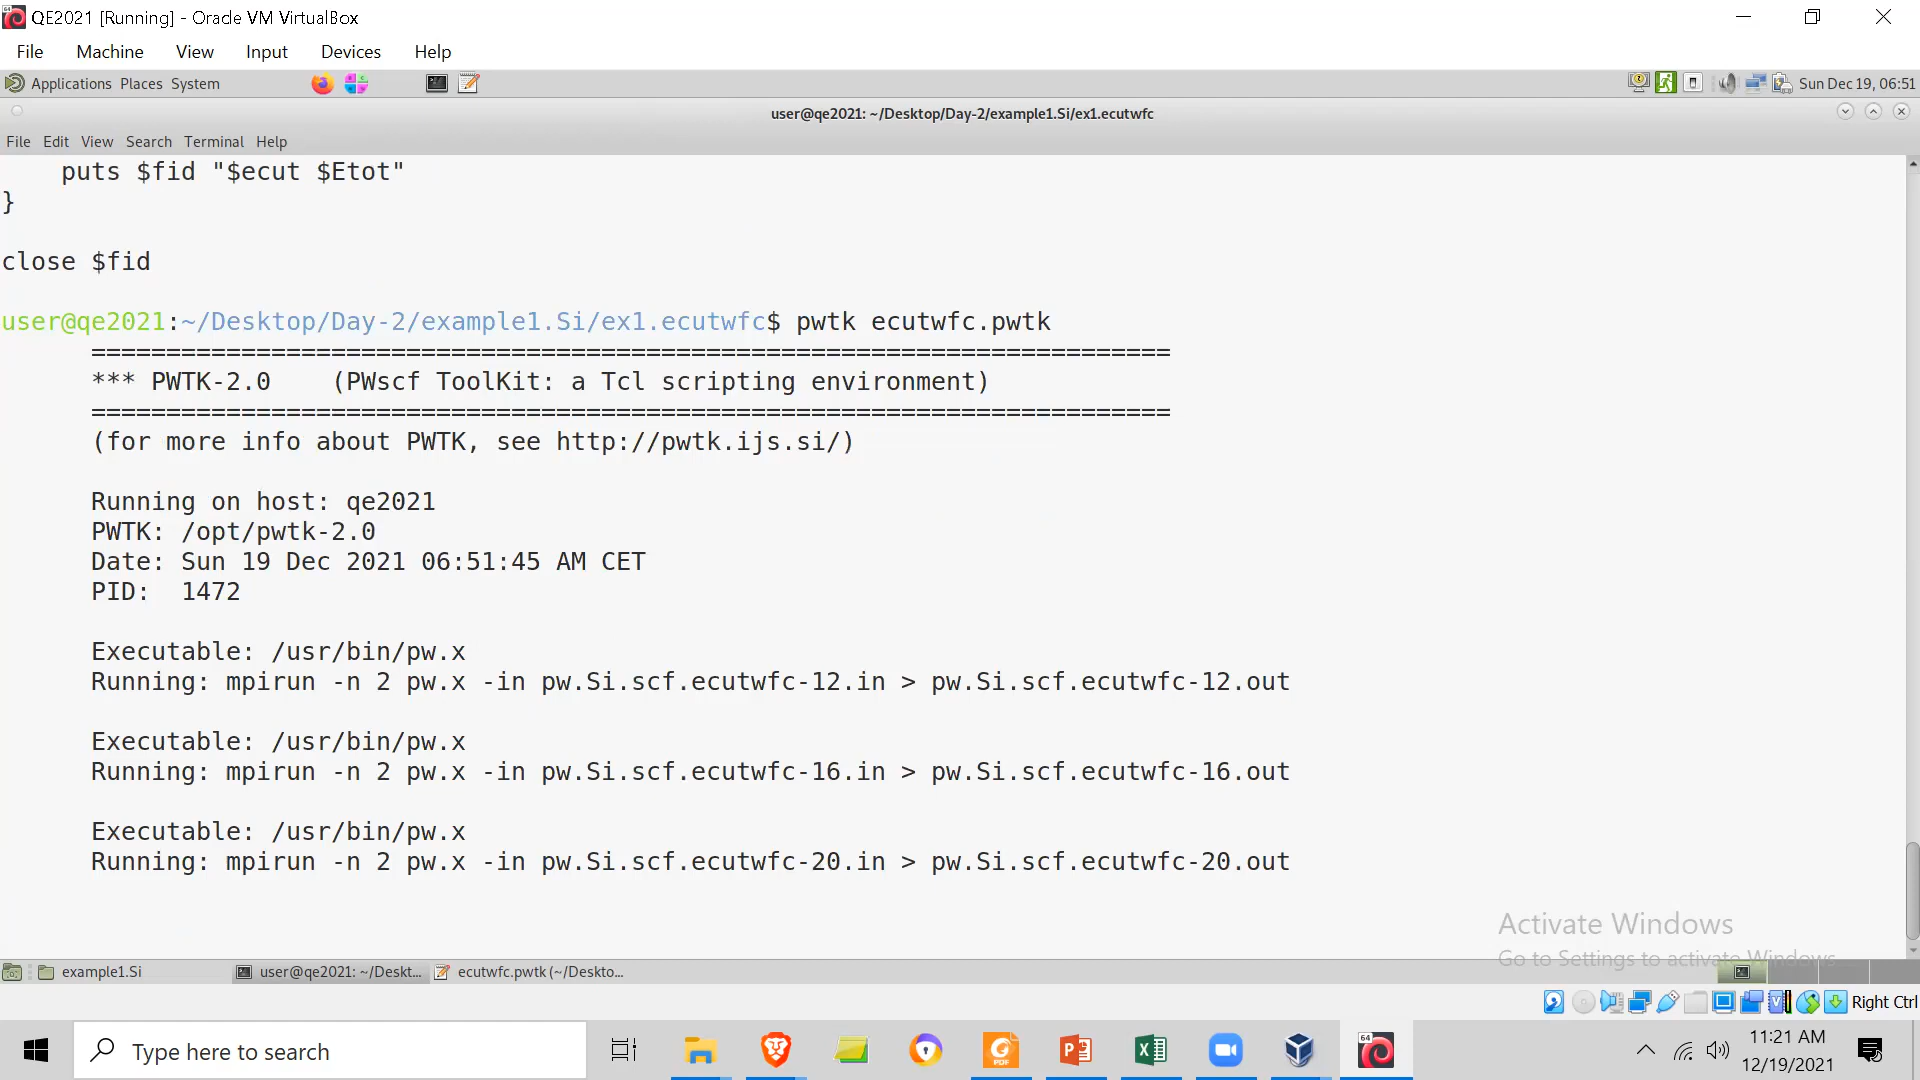 QE2021 [Running] - Oracle VM VirtualBox
File Machine View Input Devices Help
Applications Places System
Sun Dec 19, 06:51
user@qe2021: ~/Desktop/Day-2/example1.Si/ex1.ecutwfc
File Edit View Search Terminal Help
    puts $fid "$ecut $Etot"
}
close $fid
user@qe2021:~/Desktop/Day-2/example1.Si/ex1.ecutwfc$ pwtk ecutwfc.pwtk
========================================================================
*** PWTK-2.0    (PWscf ToolKit: a Tcl scripting environment)
========================================================================
(for more info about PWTK, see http://pwtk.ijs.si/)
Running on host: qe2021
PWTK: /opt/pwtk-2.0
Date: Sun 19 Dec 2021 06:51:45 AM CET
PID:  1472
Executable: /usr/bin/pw.x
Running: mpirun -n 2 pw.x -in pw.Si.scf.ecutwfc-12.in > pw.Si.scf.ecutwfc-12.out
Executable: /usr/bin/pw.x
Running: mpirun -n 2 pw.x -in pw.Si.scf.ecutwfc-16.in > pw.Si.scf.ecutwfc-16.out
Executable: /usr/bin/pw.x
Running: mpirun -n 2 pw.x -in pw.Si.scf.ecutwfc-20.in > pw.Si.scf.ecutwfc-20.out
Activate Windows
Go to Settings to activate Windows.
example1.Si
user@qe2021: ~/Deskt...
ecutwfc.pwtk (~/Deskto...
Right Ctrl
Type here to search
11:21 AM
12/19/2021